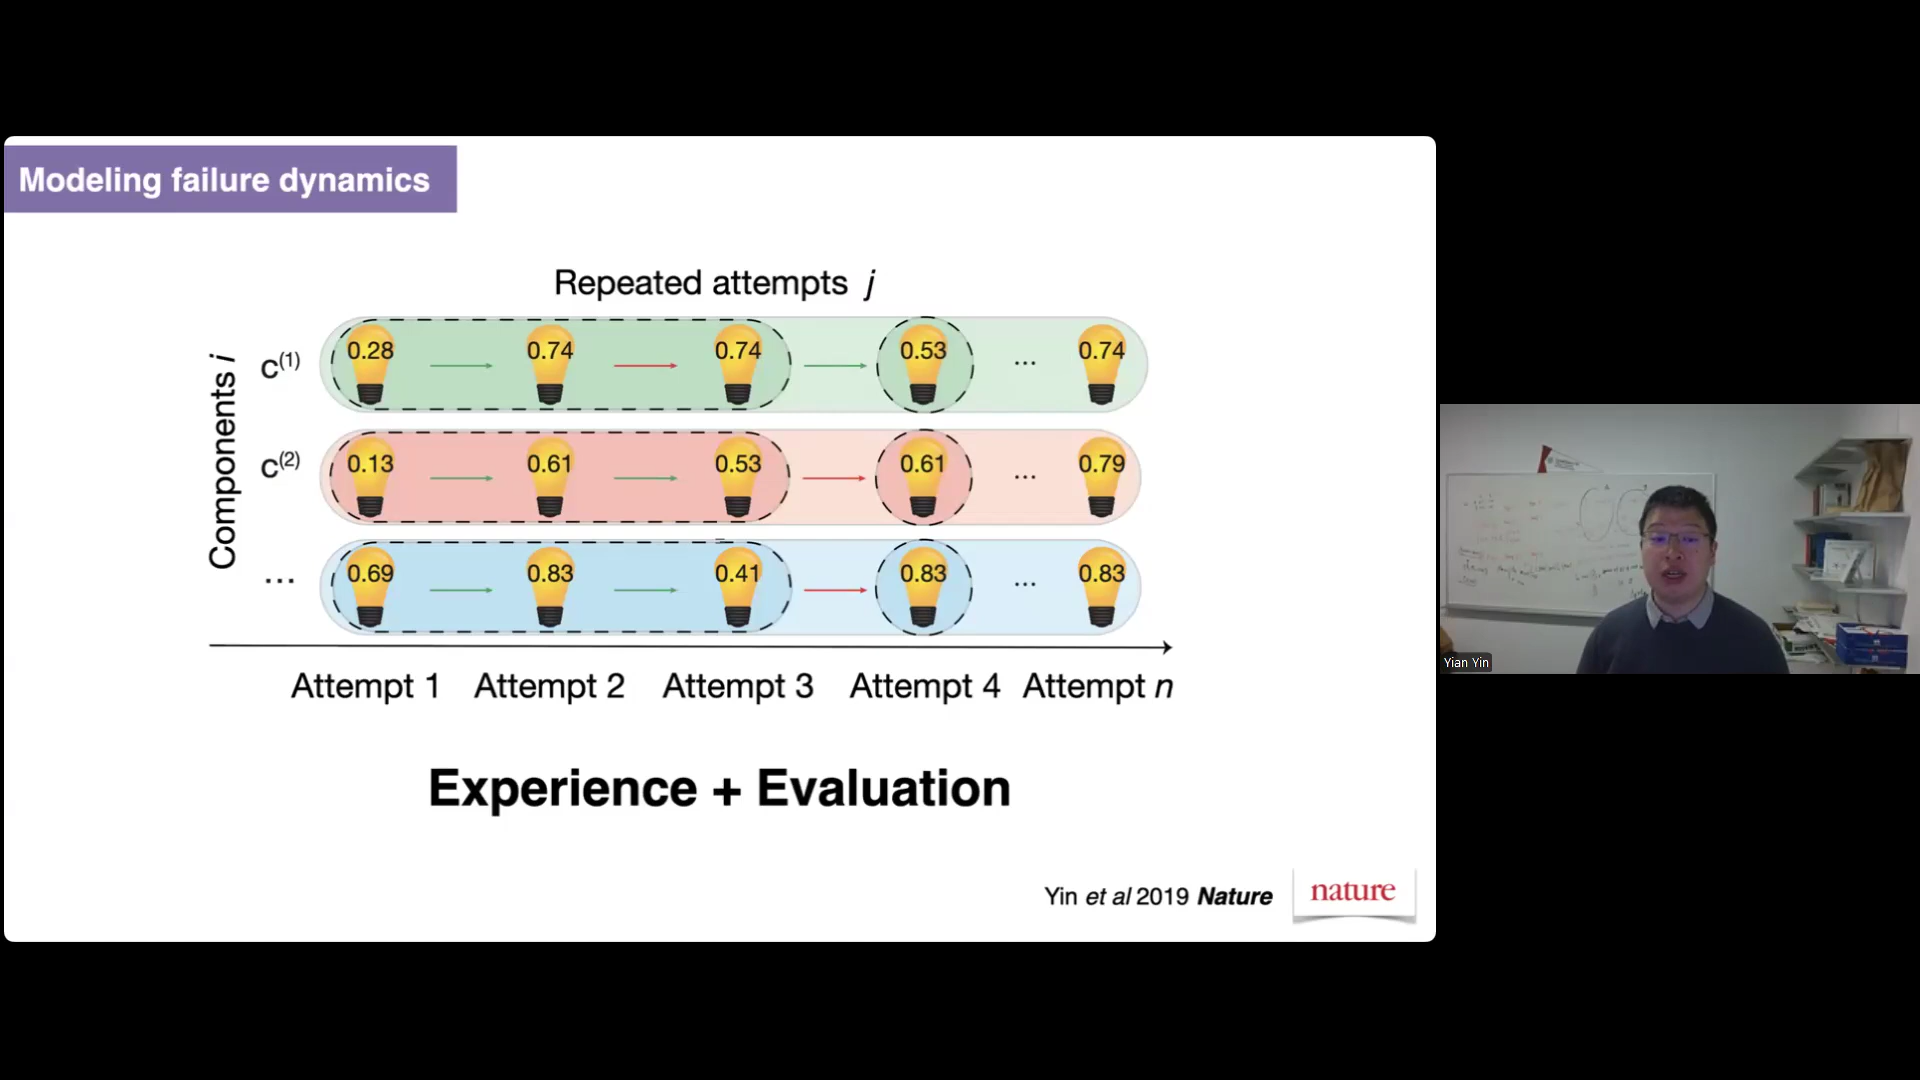 Modeling failure dynamics
Repeated attempts j
Components i
c(1) 0.28 0.74 0.74 0.53 ... 0.74
c(2) 0.13 0.61 0.53 0.61 ... 0.79
... 0.69 0.83 0.41 0.83 ... 0.83
Attempt 1 Attempt 2 Attempt 3 Attempt 4 Attempt n
Experience + Evaluation
Yin et al 2019 Nature
nature
Yian Yin